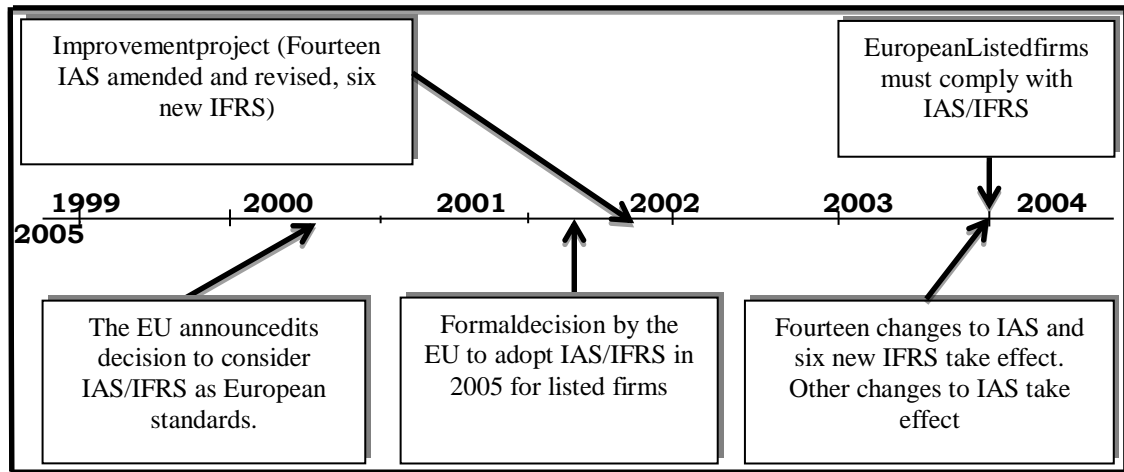 Improvementproject (Fourteen
IAS amended and revised, six
new IFRS)
EuropeanListedfirms
must comply with
IAS/IFRS
1999 2000 2001 2002 2003 2004
2005
The EU announcedits
decision to consider
IAS/IFRS as European
standards.
Formaldecision by the
EU to adopt IAS/IFRS in
2005 for listed firms
Fourteen changes to IAS and
six new IFRS take effect.
Other changes to IAS take
effect